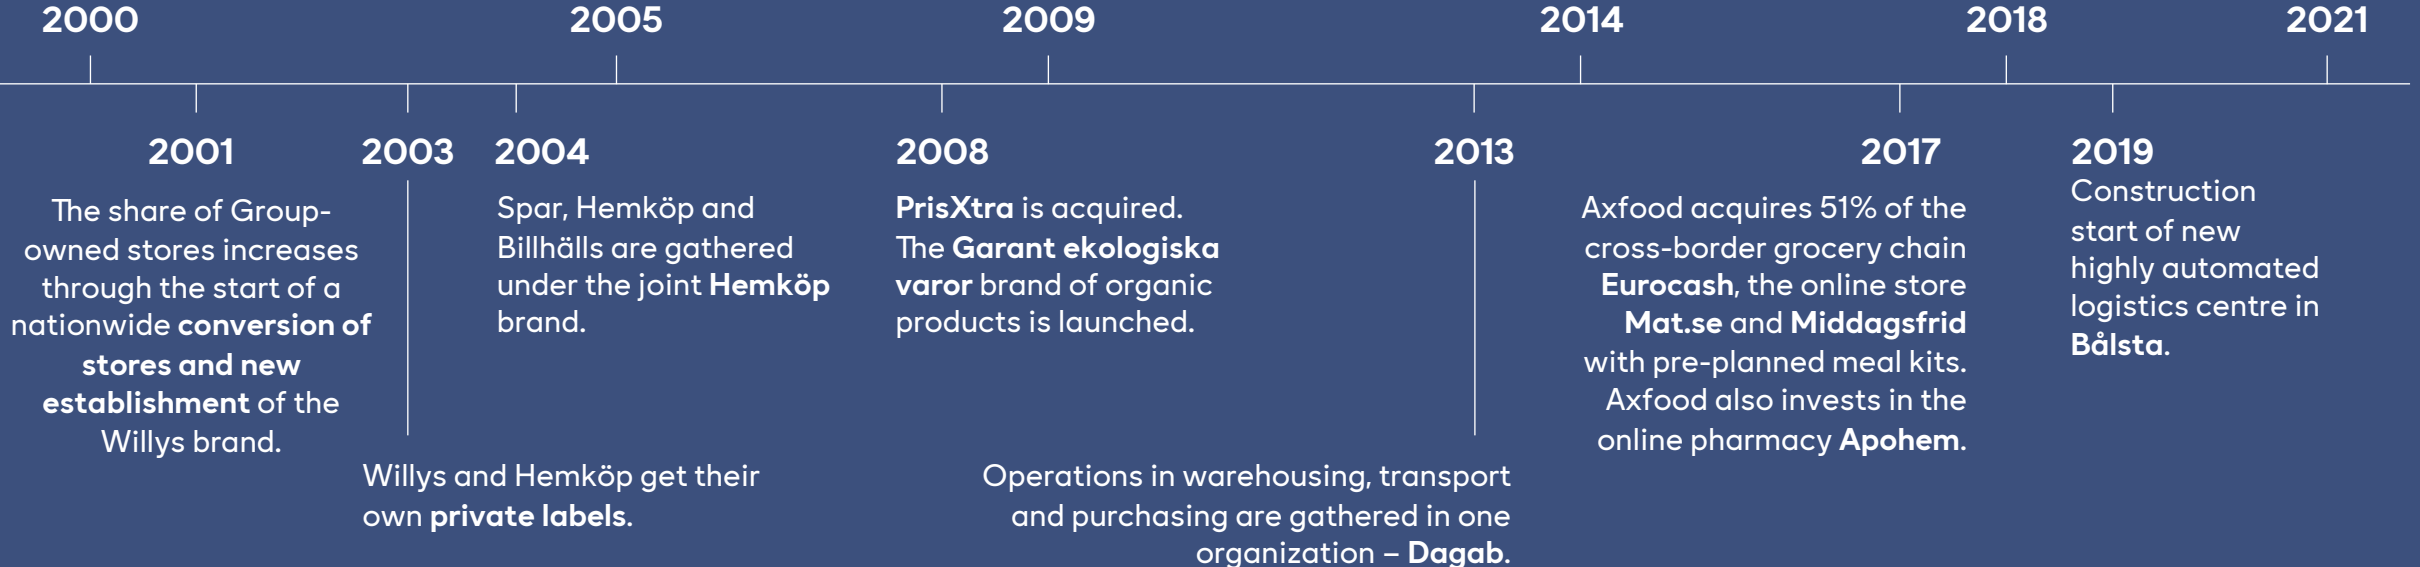 2000
2005
2009
2014
2018
2021
2001
The share of Group-
owned stores increases
through the start of a
nationwide conversion of
stores and new
establishment of the
Willys brand.
2003
Willys and Hemköp get their
own private labels.
2004
Spar, Hemköp and
Billhälls are gathered
under the joint Hemköp
brand.
2008
PrisXtra is acquired.
The Garant ekologiska
varor brand of organic
products is launched.
2013
Operations in warehousing, transport
and purchasing are gathered in one
organization – Dagab.
2017
Axfood acquires 51% of the
cross-border grocery chain
Eurocash, the online store
Mat.se and Middagsfrid
with pre-planned meal kits.
Axfood also invests in the
online pharmacy Apohem.
2019
Construction
start of new
highly automated
logistics centre in
Bålsta.